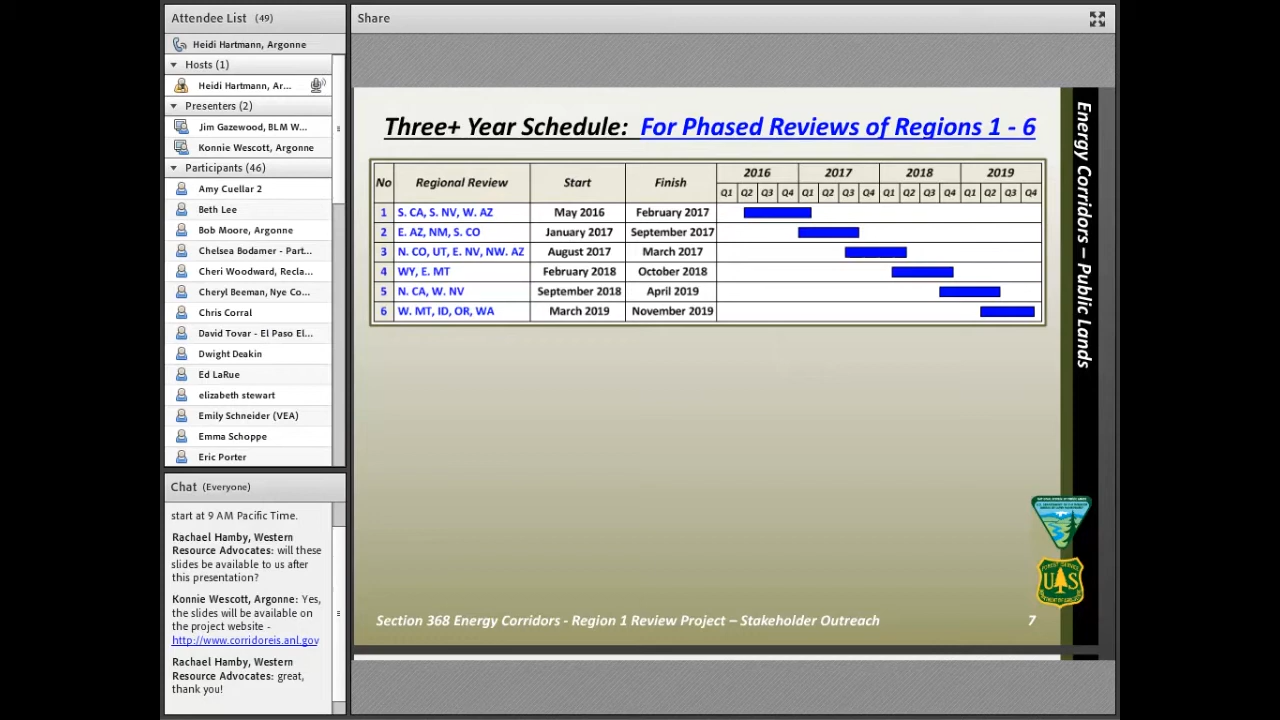 Attendee List (49)
Heidi Hartmann, Argonne
Hosts (1)
Heidi Hartmann, Ar...
Presenters (2)
Jim Gazewood, BLM W...
Konnie Wescott, Argonne
Participants (46)
Amy Cuellar 2
Beth Lee
Bob Moore, Argonne
Chelsea Bodamer - Part...
Cheri Woodward, Recla...
Cheryl Beeman, Nye Co...
Chris Corral
David Tovar - El Paso El...
Dwight Deakin
Ed LaRue
elizabeth stewart
Emily Schneider (VEA)
Emma Schoppe
Eric Porter
Chat (Everyone)
start at 9 AM Pacific Time.
Rachael Hamby, Western
Resource Advocates: will these
slides be available to us after
this presentation?
Konnie Wescott, Argonne: Yes,
the slides will be available on
the project website -
http://www.corridoreis.anl.gov
Rachael Hamby, Western
Resource Advocates: great,
thank you!
Share
Three+ Year Schedule: For Phased Reviews of Regions 1 - 6
No Regional Review Start Finish 2016 2017 2018 2019
Q1 Q2 Q3 Q4 Q1 Q2 Q3 Q4 Q1 Q2 Q3 Q4 Q1 Q2 Q3 Q4
1 S. CA, S. NV, W. AZ May 2016 February 2017
2 E. AZ, NM, S. CO January 2017 September 2017
3 N. CO, UT, E. NV, NW. AZ August 2017 March 2017
4 WY, E. MT February 2018 October 2018
5 N. CA, W. NV September 2018 April 2019
6 W. MT, ID, OR, WA March 2019 November 2019
Energy Corridors – Public Lands
FOREST SERVICE
U S
DEPARTMENT OF AGRICULTURE
Section 368 Energy Corridors - Region 1 Review Project – Stakeholder Outreach 7